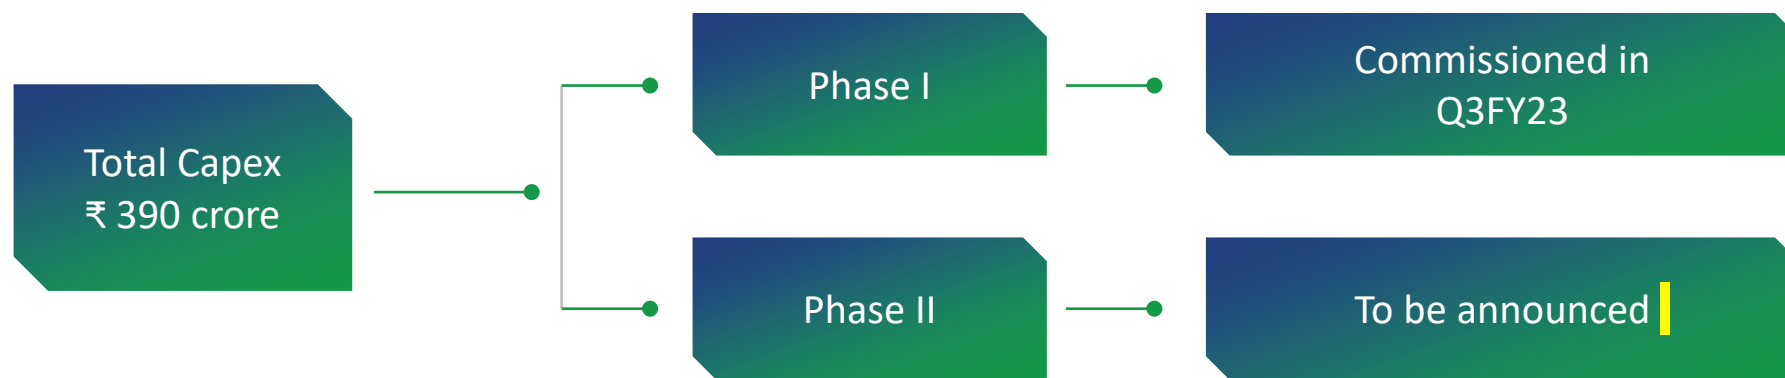 Total Capex
₹ 390 crore
Phase I
Commissioned in
Q3FY23
Phase II
To be announced